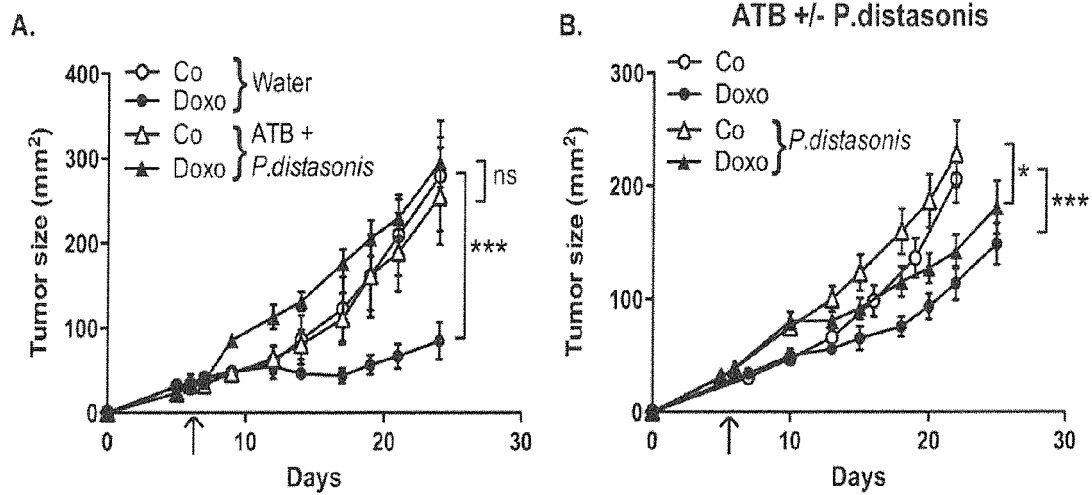 A.
400
300
200
100
0
Tumor size (mm²)
Co
Doxo
Water
Co
Doxo
ATB +
P.distasonis
ns
***
0
10
20
30
Days
B.
ATB +/- P.distasonis
300
200
100
0
Tumor size (mm²)
Co
Doxo
Co
Doxo
P.distasonis
*
***
0
10
20
30
Days